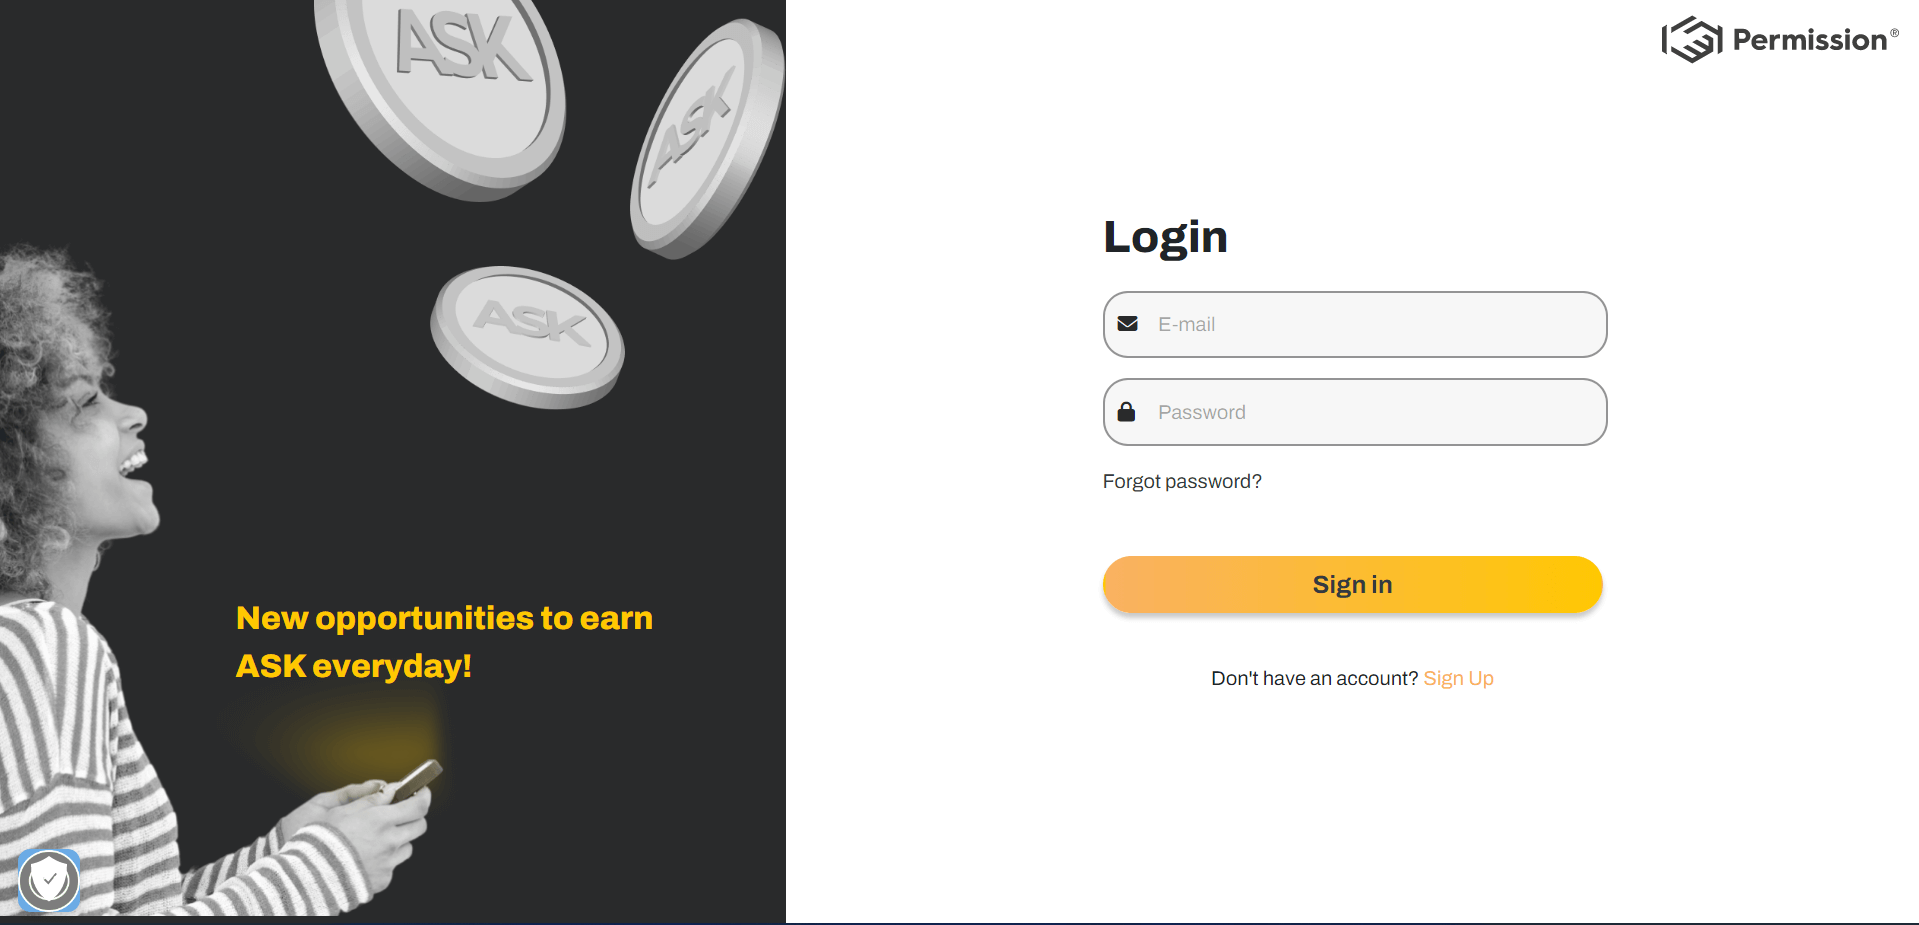 ASK
ASK
ASK
New opportunities to earn
ASK everyday!
Permission®
Login
E-mail
Password
Forgot password?
Sign in
Don't have an account? Sign Up